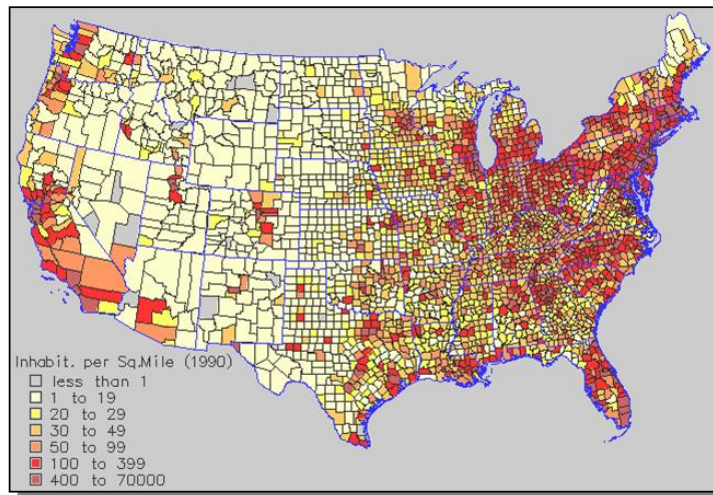 Inhabit. per Sq.Mile (1990)
less than 1
1 to 19
20 to 29
30 to 49
50 to 99
100 to 399
400 to 70000